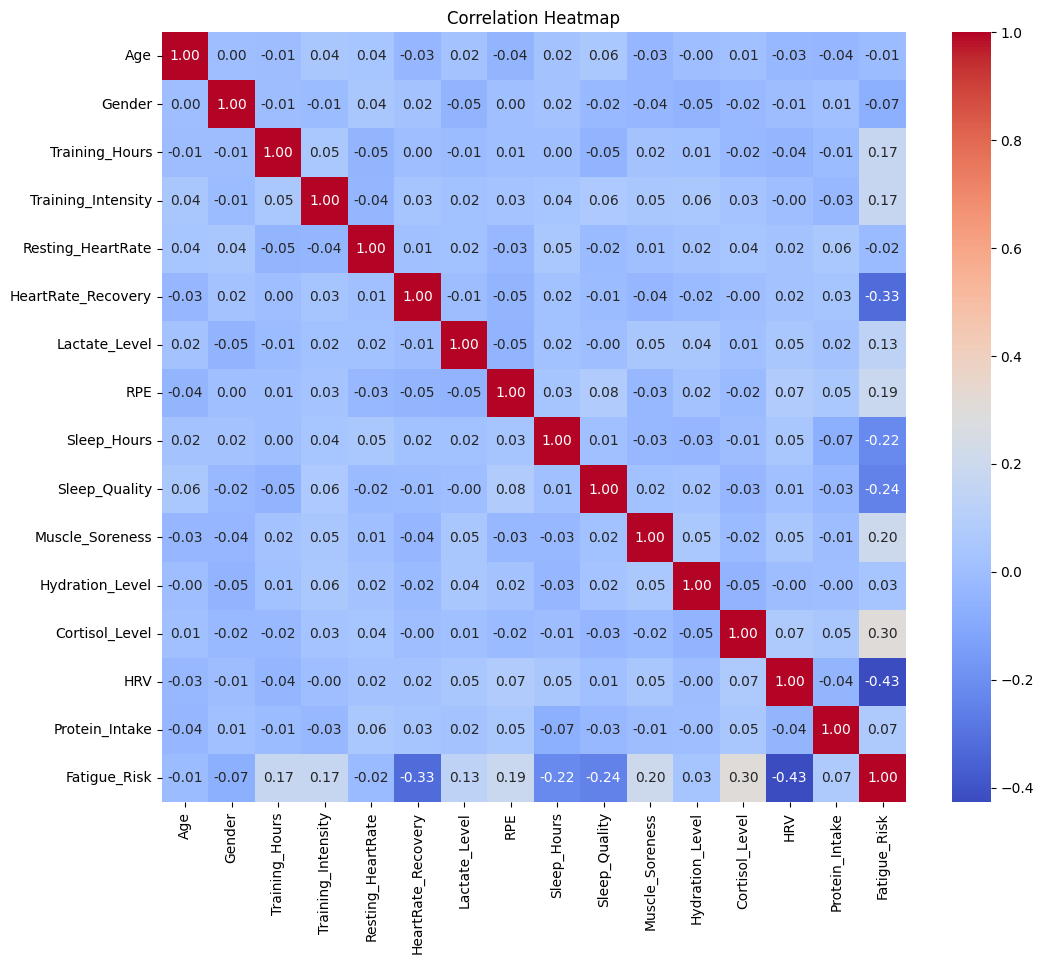 Correlation Heatmap
Age 1.00 0.00 -0.01 0.04 0.04 -0.03 0.02 -0.04 0.02 0.06 -0.03 -0.00 0.01 -0.03 -0.04 -0.01
Gender 0.00 1.00 -0.01 -0.01 0.04 0.02 -0.05 0.00 0.02 -0.02 -0.04 -0.05 -0.02 -0.01 0.01 -0.07
Training_Hours -0.01 -0.01 1.00 0.05 -0.05 0.00 -0.01 0.01 0.00 -0.05 0.02 0.01 -0.02 -0.04 -0.01 0.17
Training_Intensity 0.04 -0.01 0.05 1.00 -0.04 0.03 0.02 0.03 0.04 0.06 0.05 0.06 0.03 -0.00 -0.03 0.17
Resting_HeartRate 0.04 0.04 -0.05 -0.04 1.00 0.01 0.02 -0.03 0.05 -0.02 0.01 0.02 0.04 0.02 0.06 -0.02
HeartRate_Recovery -0.03 0.02 0.00 0.03 0.01 1.00 -0.01 -0.05 0.02 -0.01 -0.04 -0.02 -0.00 0.02 0.03 -0.33
Lactate_Level 0.02 -0.05 -0.01 0.02 0.02 -0.01 1.00 -0.05 0.02 -0.00 0.05 0.04 0.01 0.05 0.02 0.13
RPE -0.04 0.00 0.01 0.03 -0.03 -0.05 -0.05 1.00 0.03 0.08 -0.03 0.02 -0.02 0.07 0.05 0.19
Sleep_Hours 0.02 0.02 0.00 0.04 0.05 0.02 0.02 0.03 1.00 0.01 -0.03 -0.03 -0.01 0.05 -0.07 -0.22
Sleep_Quality 0.06 -0.02 -0.05 0.06 -0.02 -0.01 -0.00 0.08 0.01 1.00 0.02 0.02 -0.03 0.01 -0.03 -0.24
Muscle_Soreness -0.03 -0.04 0.02 0.05 0.01 -0.04 0.05 -0.03 -0.03 0.02 1.00 0.05 -0.02 0.05 -0.01 0.20
Hydration_Level -0.00 -0.05 0.01 0.06 0.02 -0.02 0.04 0.02 -0.03 0.02 0.05 1.00 -0.05 -0.00 -0.00 0.03
Cortisol_Level 0.01 -0.02 -0.02 0.03 0.04 -0.00 0.01 -0.02 -0.01 -0.03 -0.02 -0.05 1.00 0.07 0.05 0.30
HRV -0.03 -0.01 -0.04 -0.00 0.02 0.02 0.05 0.07 0.05 0.01 0.05 -0.00 0.07 1.00 -0.04 -0.43
Protein_Intake -0.04 0.01 -0.01 -0.03 0.06 0.03 0.02 0.05 -0.07 -0.03 -0.01 -0.00 0.05 -0.04 1.00 0.07
Fatigue_Risk -0.01 -0.07 0.17 0.17 -0.02 -0.33 0.13 0.19 -0.22 -0.24 0.20 0.03 0.30 -0.43 0.07 1.00
Age
Gender
Training_Hours
Training_Intensity
Resting_HeartRate
HeartRate_Recovery
Lactate_Level
RPE
Sleep_Hours
Sleep_Quality
Muscle_Soreness
Hydration_Level
Cortisol_Level
HRV
Protein_Intake
Fatigue_Risk
1.0
0.8
0.6
0.4
0.2
0.0
−0.2
−0.4